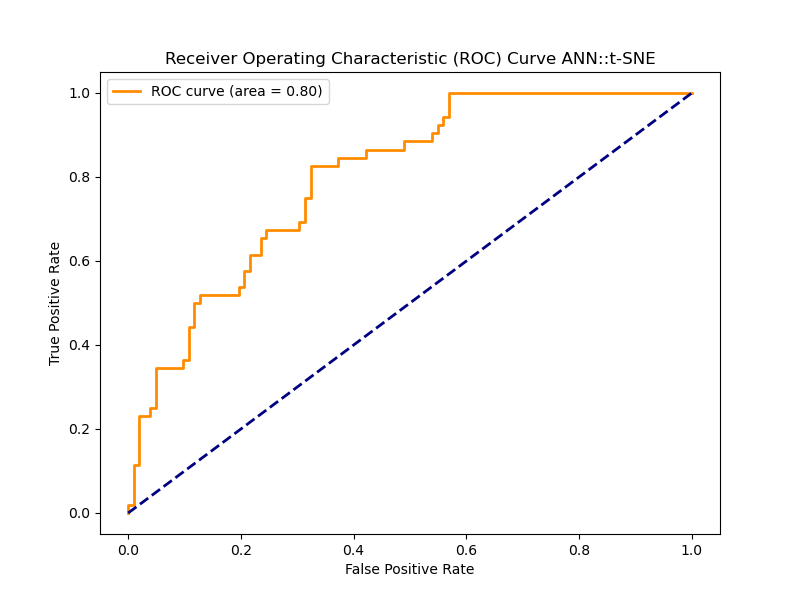 Receiver Operating Characteristic (ROC) Curve ANN::t-SNE
ROC curve (area = 0.80)
1.0
0.8
0.6
0.4
0.2
0.0
True Positive Rate
0.0 0.2 0.4 0.6 0.8 1.0
False Positive Rate